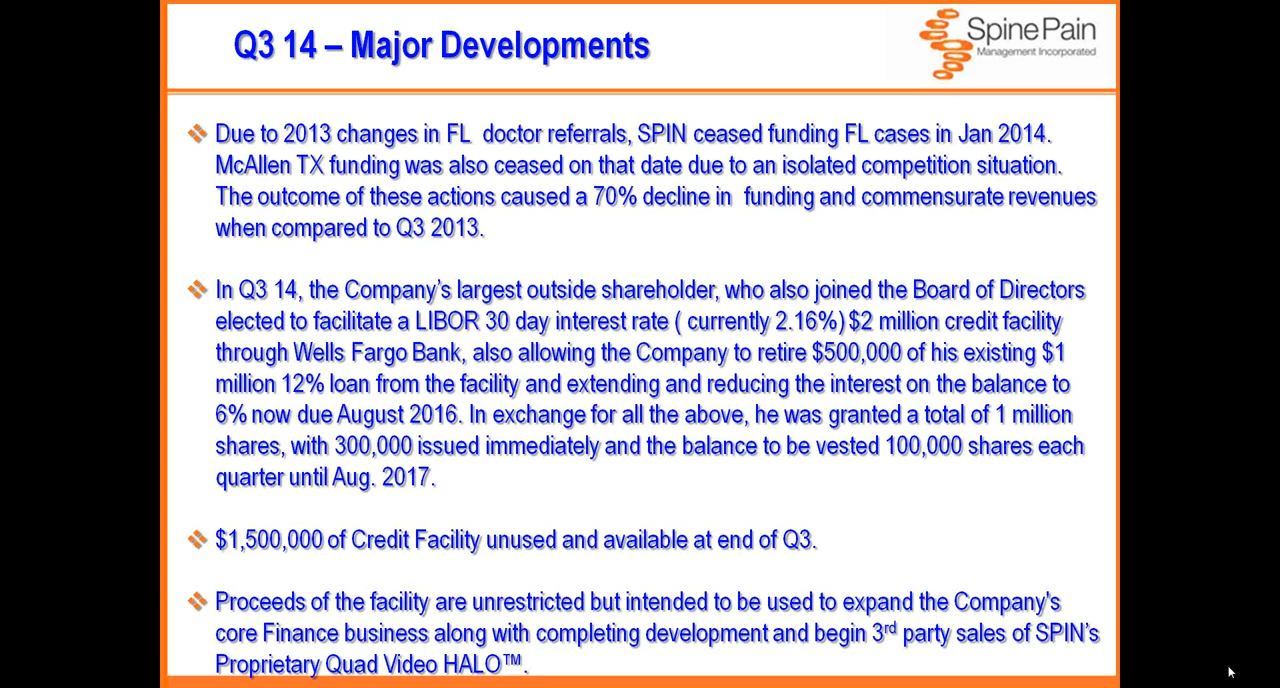 Q3 14 – Major Developments
SpinePain
Management Incorporated
Due to 2013 changes in FL doctor referrals, SPIN ceased funding FL cases in Jan 2014.
McAllen TX funding was also ceased on that date due to an isolated competition situation.
The outcome of these actions caused a 70% decline in funding and commensurate revenues
when compared to Q3 2013.
In Q3 14, the Company's largest outside shareholder, who also joined the Board of Directors
elected to facilitate a LIBOR 30 day interest rate ( currently 2.16%) $2 million credit facility
through Wells Fargo Bank, also allowing the Company to retire $500,000 of his existing $1
million 12% loan from the facility and extending and reducing the interest on the balance to
6% now due August 2016. In exchange for all the above, he was granted a total of 1 million
shares, with 300,000 issued immediately and the balance to be vested 100,000 shares each
quarter until Aug. 2017.
$1,500,000 of Credit Facility unused and available at end of Q3.
Proceeds of the facility are unrestricted but intended to be used to expand the Company's
core Finance business along with completing development and begin 3rd party sales of SPIN's
Proprietary Quad Video HALO™.